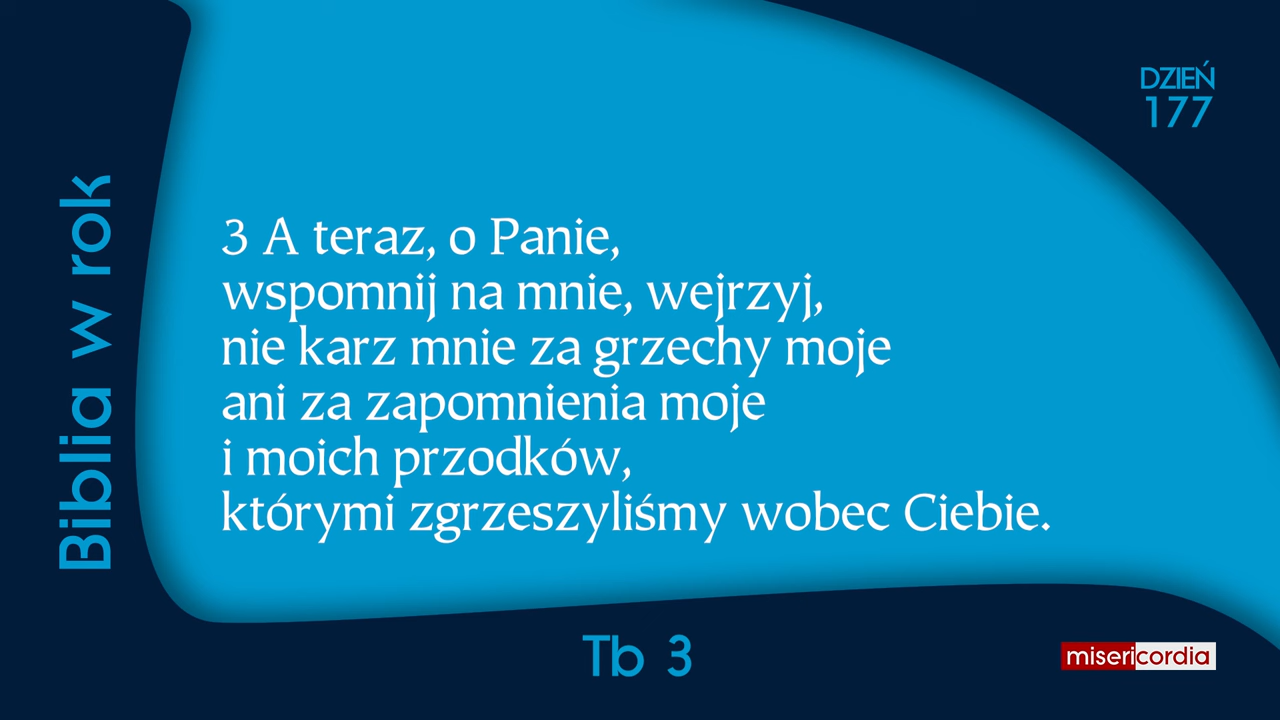 DZIEŃ
177
Biblia w rok
3 A teraz, o Panie,
wspomnij na mnie, wejrzyj,
nie karz mnie za grzechy moje
ani za zapomnienia moje
i moich przodków,
którymi zgrzeszyliśmy wobec Ciebie.
Tb 3
misericordia